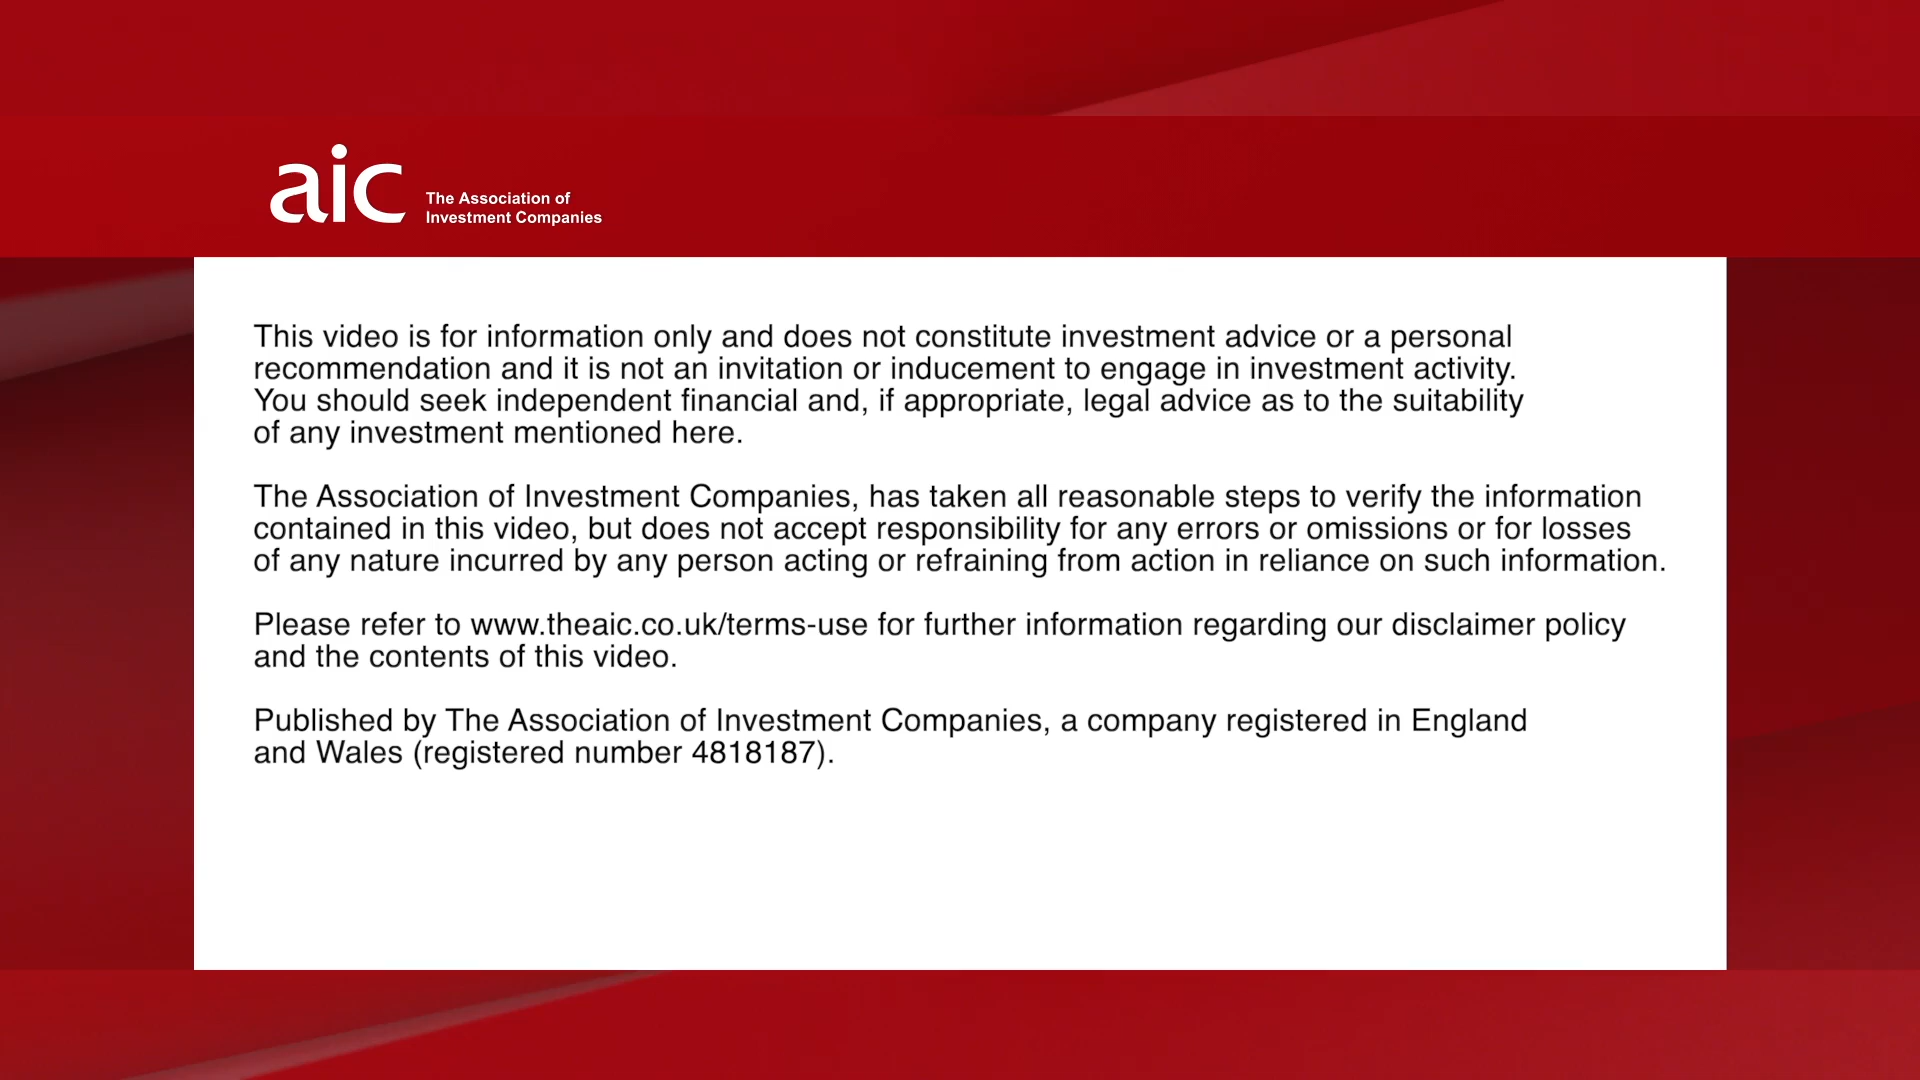 aic
The Association of
Investment Companies
This video is for information only and does not constitute investment advice or a personal
recommendation and it is not an invitation or inducement to engage in investment activity.
You should seek independent financial and, if appropriate, legal advice as to the suitability
of any investment mentioned here.
The Association of Investment Companies, has taken all reasonable steps to verify the information
contained in this video, but does not accept responsibility for any errors or omissions or for losses
of any nature incurred by any person acting or refraining from action in reliance on such information.
Please refer to www.theaic.co.uk/terms-use for further information regarding our disclaimer policy
and the contents of this video.
Published by The Association of Investment Companies, a company registered in England
and Wales (registered number 4818187).